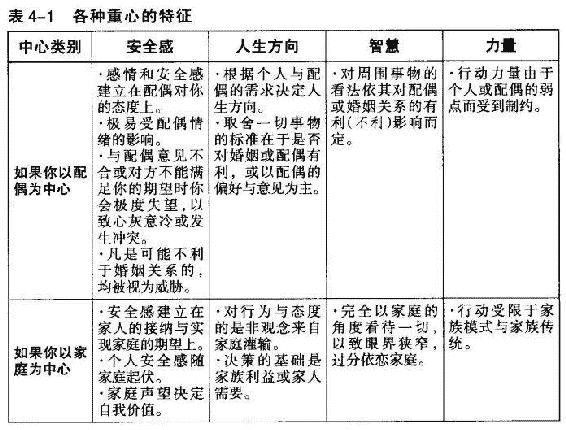 表4-1 各种重心的特征
中心类别
安全感
人生方向
智慧
力量
如果你以配
偶为中心
·感情和安全感
建立在配偶对你
的态度上。
·极易受配偶情
绪的影响。
·与配偶意见不
合或对方不能满
足你的期望时你
会极度失望,以
致心灰意冷或发
生冲突。
·凡是可能不利
于婚姻关系的,
均被视为威胁。
·根据个人与配
偶的需求决定人
生方向。
·取舍一切事物
的标准在于是否
对婚姻或配偶有
利,或以配偶的
偏好与意见为主。
·对周围事物的
看法依其对配偶
或婚姻关系的有
利(不利)影响而
定。
·行动力量由于
个人或配偶的弱
点而受到制约。
如果你以家
庭为中心
·安全感建立在
家人的接纳与实
现家庭的期望上。
·个人安全感随
家庭起伏。
·家庭声望决定
自我价值。
·对行为与态度
的是非观念来自
家庭灌输。
·决策的基础是
家族利益或家人
需要。
·完全以家庭的
角度看待一切,
以致眼界狭窄,
过分依恋家庭。
·行动受限于家
族模式与家族传
统。